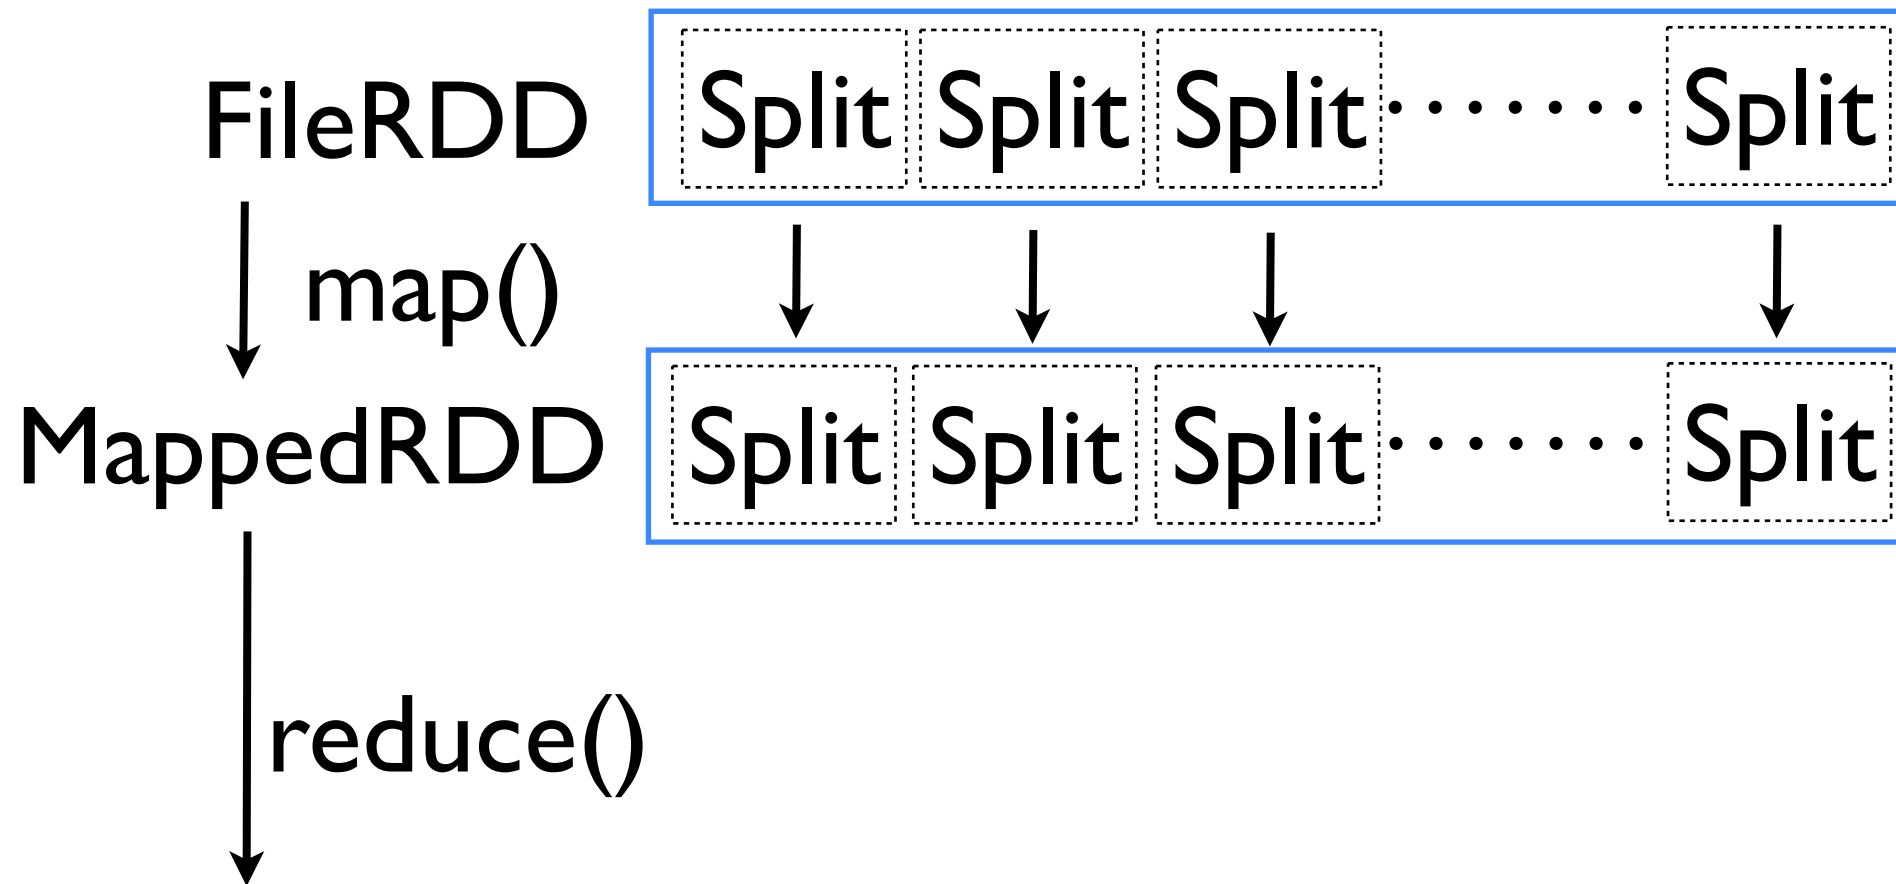 FileRDD Split Split Split ....... Split
map()
MappedRDD Split Split Split ....... Split
reduce()